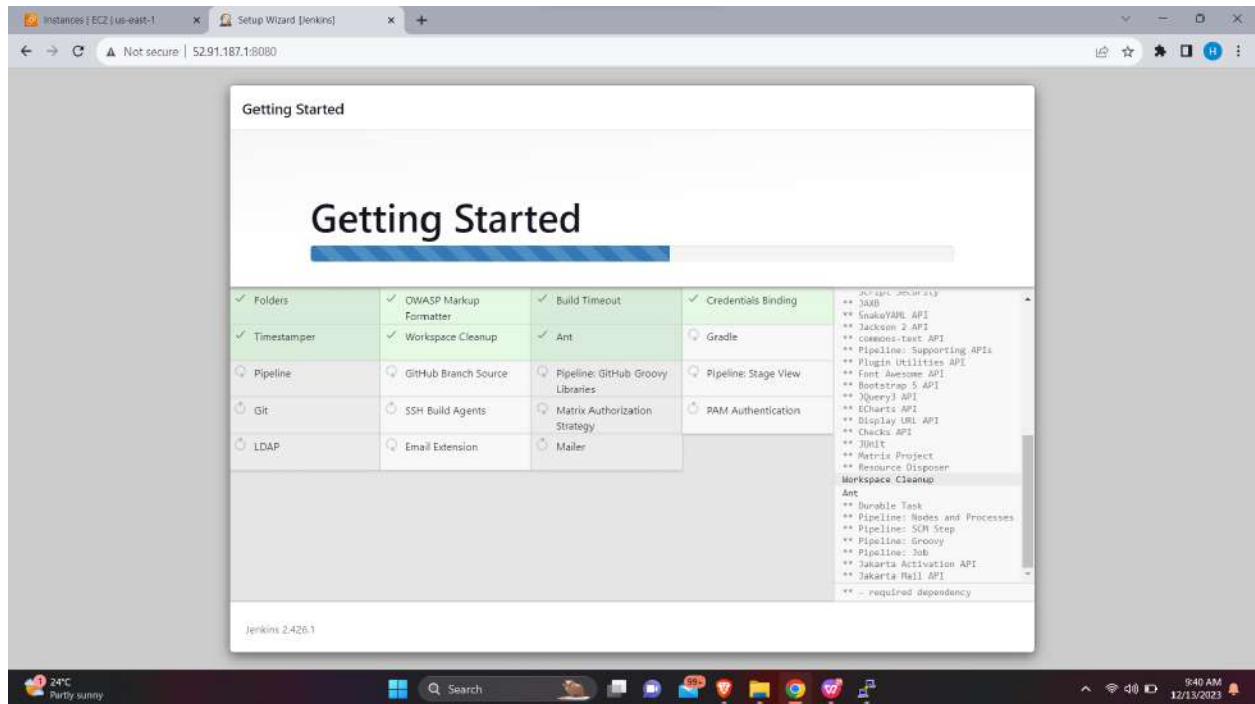 Instances | EC2 | us-east-1
Setup Wizard [Jenkins]
Not secure | 52.91.187.1:8080
H
Getting Started
Getting Started
Folders
OWASP Markup
Formatter
Build Timeout
Credentials Binding
Timestamper
Workspace Cleanup
Ant
Gradle
Pipeline
GitHub Branch Source
Pipeline: GitHub Groovy
Libraries
Pipeline: Stage View
Git
SSH Build Agents
Matrix Authorization
Strategy
PAM Authentication
LDAP
Email Extension
Mailer
Script Security
** JAXB
** SnakeYAML API
** Jackson 2 API
** commons-text API
** Pipeline: Supporting APIs
** Plugin Utilities API
** Font Awesome API
** Bootstrap 5 API
** JQuery3 API
** ECharts API
** Display URL API
** Checks API
** JUnit
** Matrix Project
** Resource Disposer
Workspace Cleanup
Ant
** Durable Task
** Pipeline: Nodes and Processes
** Pipeline: SCM Step
** Pipeline: Groovy
** Pipeline: Job
** Jakarta Activation API
** Jakarta Mail API
** - required dependency
Jenkins 2.426.1
1
24°C
Partly sunny
Search
99+
9:40 AM
12/13/2023